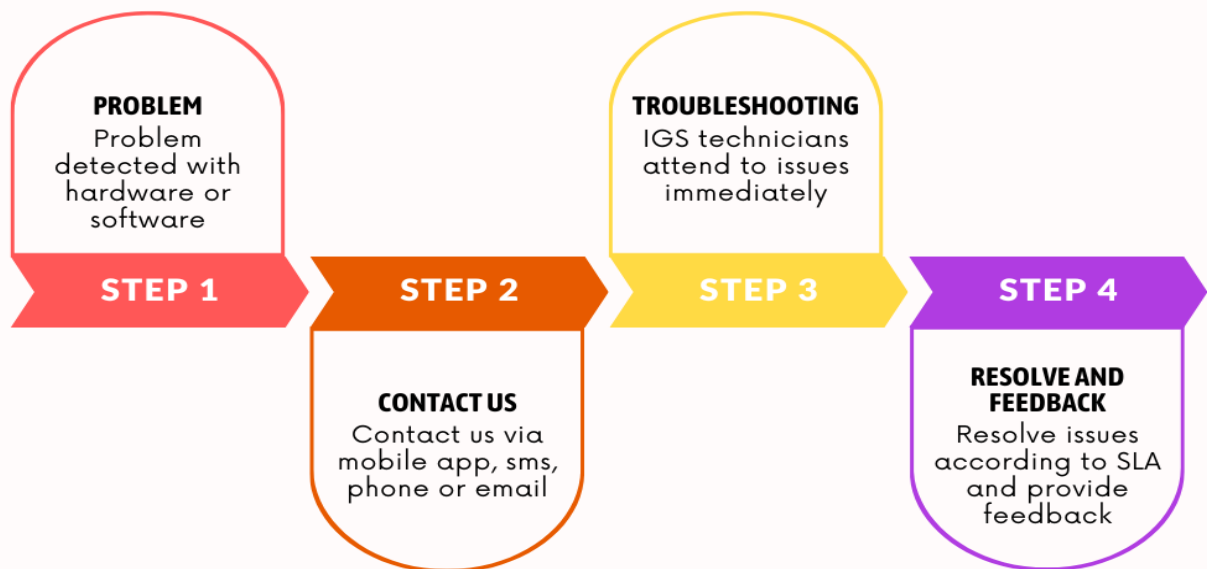 PROBLEM
Problem
detected with
hardware or
software
STEP 1
STEP 2
CONTACT US
Contact us via
mobile app, sms,
phone or email
TROUBLESHOOTING
IGS technicians
attend to issues
immediately
STEP 3
STEP 4
RESOLVE AND
FEEDBACK
Resolve issues
according to SLA
and provide
feedback